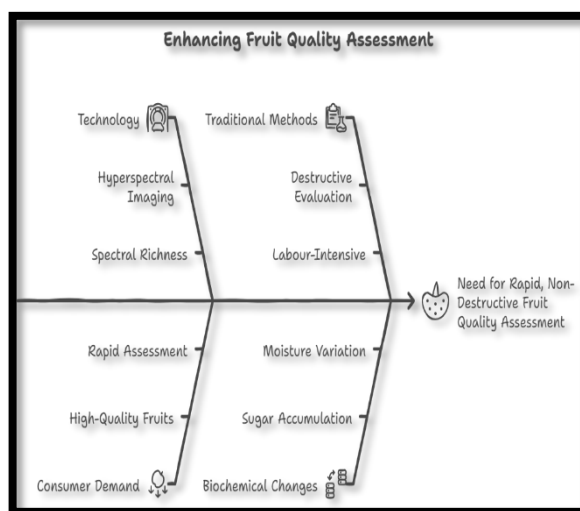 Enhancing Fruit Quality Assessment
Technology
Traditional Methods
Hyperspectral
Imaging
Destructive
Evaluation
Spectral Richness
Labour-Intensive
Need for Rapid, Non-
Destructive Fruit
Quality Assessment
Rapid Assessment
Moisture Variation
High-Quality Fruits
Sugar Accumulation
Consumer Demand
Biochemical Changes